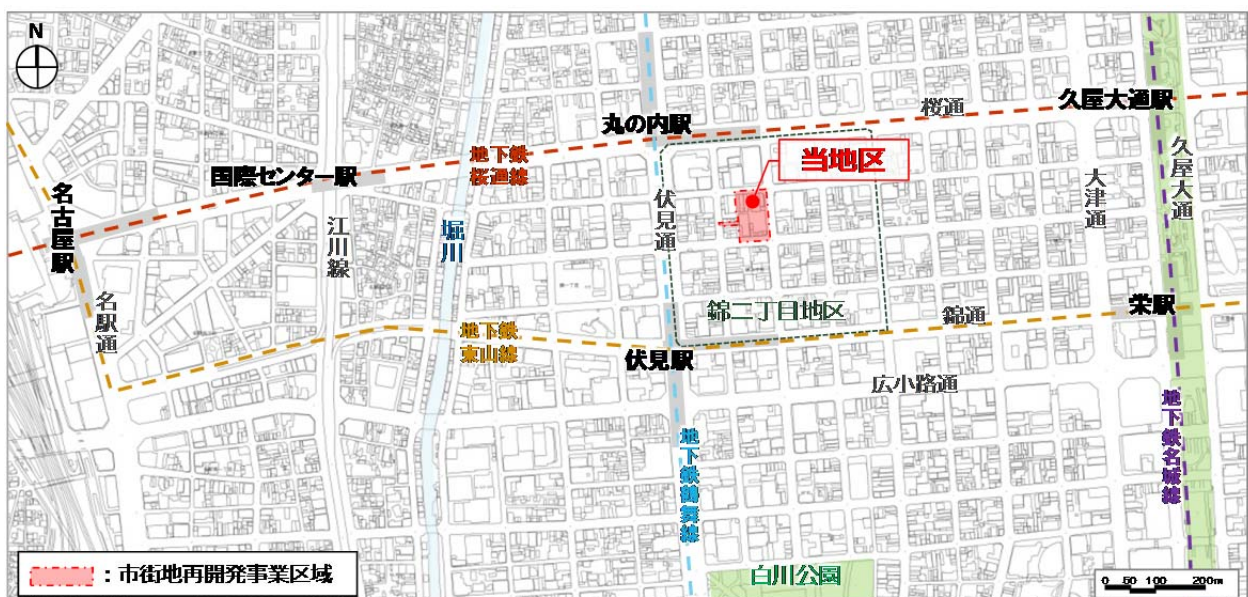 N
桜通
久屋大通駅
丸の内駅
当地区
地下鉄
桜通線
国際センター駅
名古屋駅
江川線
堀川
伏見通
大津通
久屋大通
名駅通
錦二丁目地区
錦通
栄駅
地下鉄
東山線
伏見駅
広小路通
地下鉄鶴舞線
地下鉄名城線
：市街地再開発事業区域
白川公園
0 50 100 200m